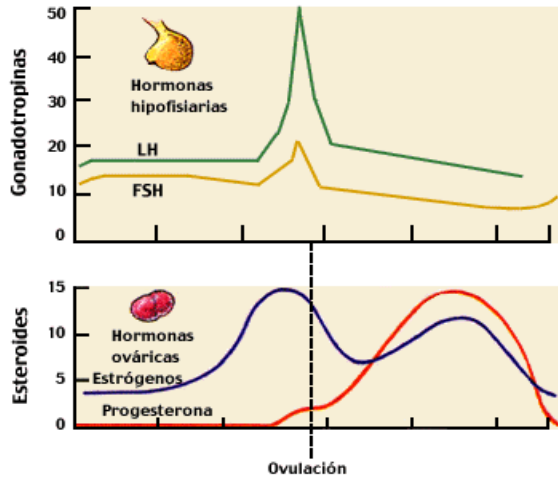 Gonadotropinas
50
40
30
20
10
0
Hormonas
hipofisiarias
LH
FSH
Esteroides
15
10
5
0
Hormonas
ováricas
Estrógenos
Progesterona
Ovulación